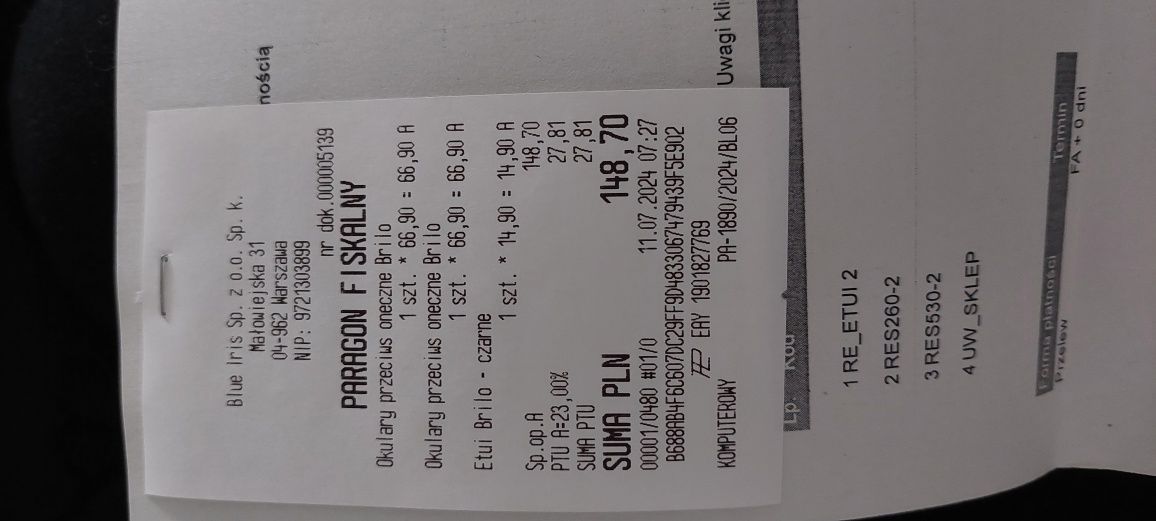 nością
Uwagi kli
Blue Iris Sp. z o.o. Sp. k.
Matowiejska 31
04-962 Warszawa
NIP: 9721303899
nr dok.000005139
PARAGON FISKALNY
Okulary przeciws oneczne Brilo
1 szt. * 66,90 = 66,90 A
Okulary przeciws oneczne Brilo
1 szt. * 66,90 = 66,90 A
Etui Brilo - czarne
1 szt. * 14,90 = 14,90 A
Sp.op.A 148,70
PTU A=23,00% 27,81
SUMA PTU 27,81
SUMA PLN 148,70
00001/0480 #01/0 11.07.2024 07:27
B688AB4F6C607DC29FF9D4833067479439F5E902
EAY 1901827769
KOMPUTEROWY PA-1890/2024/BL06
Lp. Kod
1 RE_ETUI 2
2 RES260-2
3 RES530-2
4 UW_SKLEP
Forma płatności Termin
Przelew FA + 0 dni